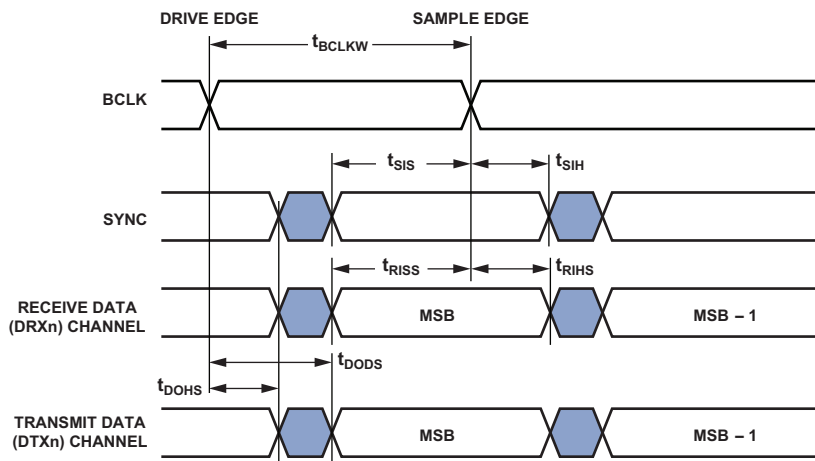 DRIVE EDGE SAMPLE EDGE
tBCLKW
BCLK
tSIS tSIH
SYNC
tRISS tRIHS
RECEIVE DATA
(DRXn) CHANNEL
MSB MSB – 1
tDODS
tDOHS
TRANSMIT DATA
(DTXn) CHANNEL
MSB MSB – 1